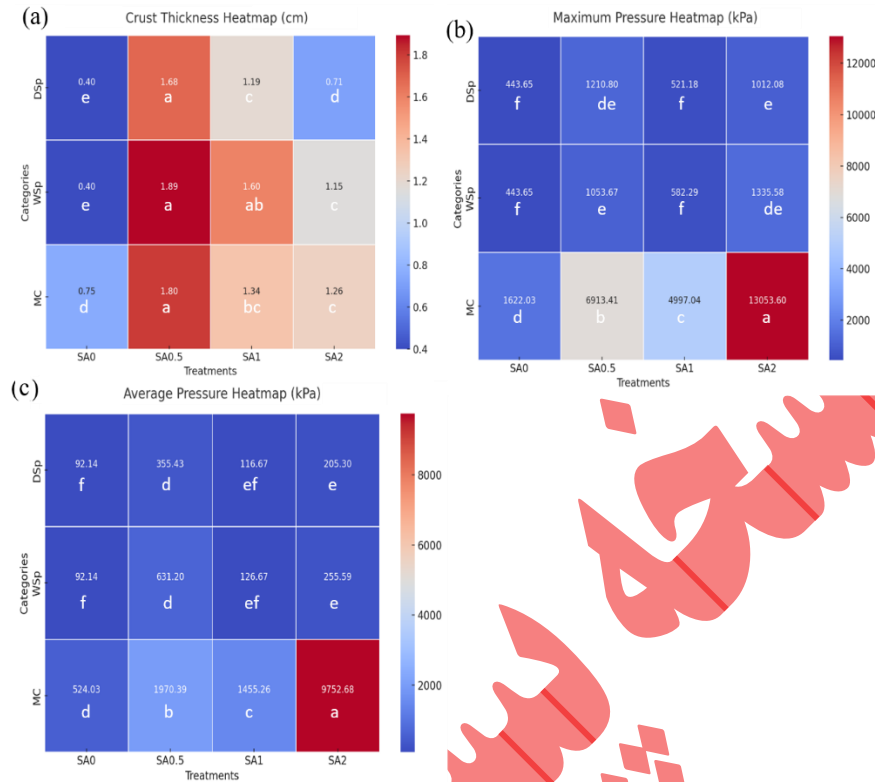 (a)
Crust Thickness Heatmap (cm)
DSp 0.40 1.68 1.19 0.71
e a c d
Categories
WSp 0.40 1.89 1.60 1.15
e a ab c
MC 0.75 1.80 1.34 1.26
d a bc c
SA0 SA0.5 SA1 SA2
Treatments
1.8
1.6
1.4
1.2
1.0
0.8
0.6
0.4
(b)
Maximum Pressure Heatmap (kPa)
DSp 443.65 1210.80 521.18 1012.08
f de f e
Categories
WSp 443.65 1053.67 582.29 1335.58
f e f de
MC 1622.03 6913.41 4997.04 13053.60
d b c a
SA0 SA0.5 SA1 SA2
Treatments
12000
10000
8000
6000
4000
2000
(c)
Average Pressure Heatmap (kPa)
DSp 92.14 355.43 116.67 205.30
f d ef e
Categories
WSp 92.14 631.20 126.67 255.59
f d ef e
MC 524.03 1970.39 1455.26 9752.68
d b c a
SA0 SA0.5 SA1 SA2
Treatments
8000
6000
4000
2000